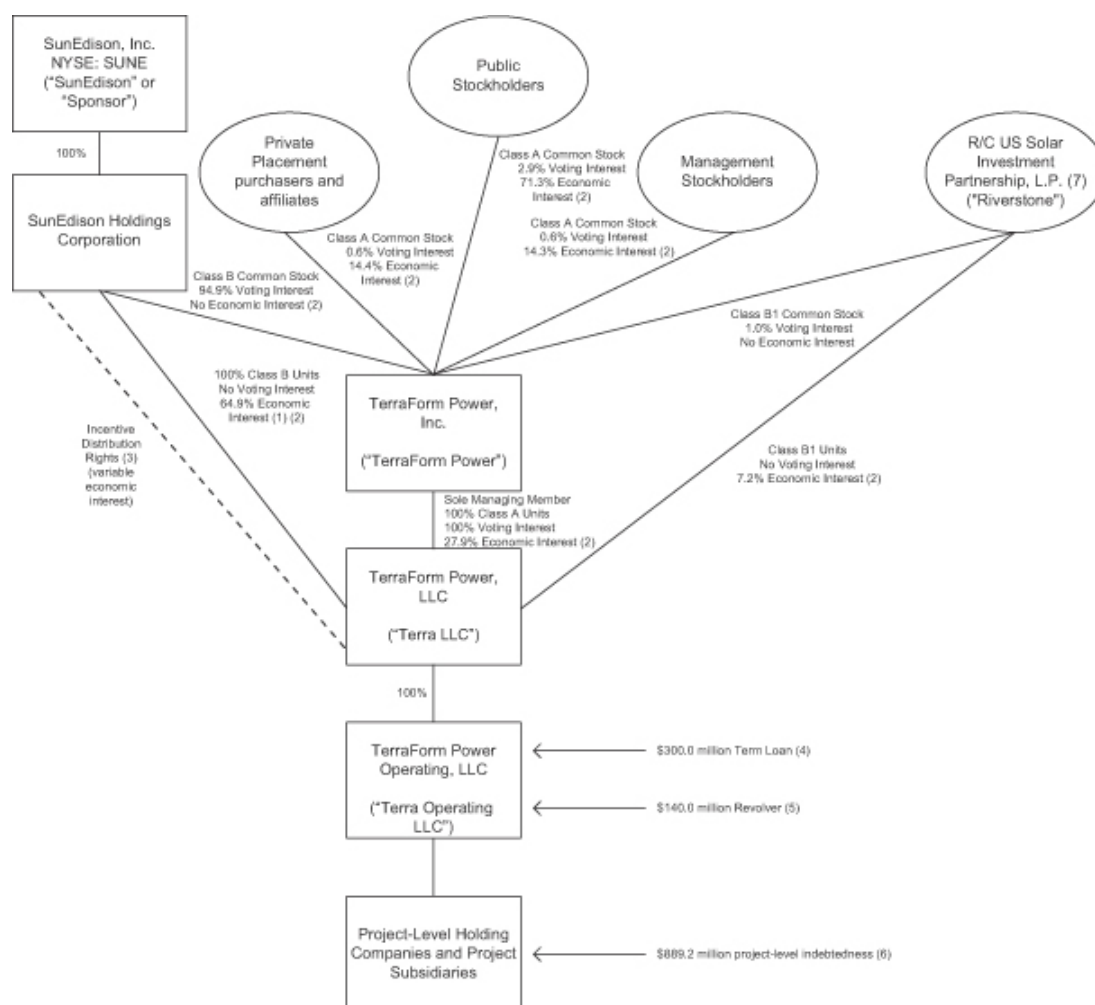 SunEdison, Inc.
NYSE: SUNE
(“SunEdison” or
“Sponsor”)
100%
SunEdison Holdings
Corporation
Private
Placement
purchasers and
affiliates
Public
Stockholders
Management
Stockholders
R/C US Solar
Investment
Partnership, L.P. (7)
("Riverstone")
Class A Common Stock
2.9% Voting Interest
71.3% Economic
Interest (2)
Class A Common Stock
0.6% Voting Interest
14.3% Economic
Interest (2)
Class A Common Stock
0.6% Voting Interest
14.4% Economic
Interest (2)
Class B Common Stock
94.9% Voting Interest
No Economic Interest (2)
Class B1 Common Stock
1.0% Voting Interest
No Economic Interest
100% Class B Units
No Voting Interest
64.9% Economic
Interest (1) (2)
Incentive
Distribution
Rights (3)
(variable
economic
interest)
TerraForm Power,
Inc.
(“TerraForm Power”)
Class B1 Units
No Voting Interest
7.2% Economic Interest (2)
Sole Managing Member
100% Class A Units
100% Voting Interest
27.9% Economic Interest (2)
TerraForm Power,
LLC
(“Terra LLC”)
100%
TerraForm Power
Operating, LLC
(“Terra Operating
LLC”)
$300.0 million Term Loan (4)
$140.0 million Revolver (5)
Project-Level Holding
Companies and Project
Subsidiaries
$889.2 million project-level indebtedness (6)